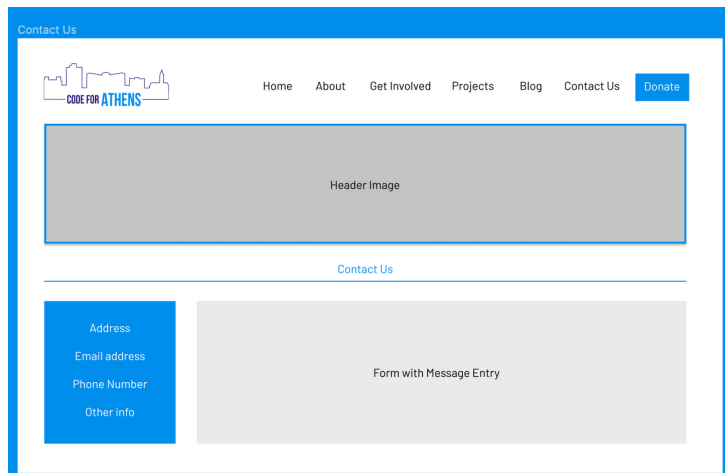 Contact Us
CODE FOR ATHENS
Home About Get Involved Projects Blog Contact Us Donate
Header Image
Contact Us
Address
Email address
Phone Number
Other info
Form with Message Entry